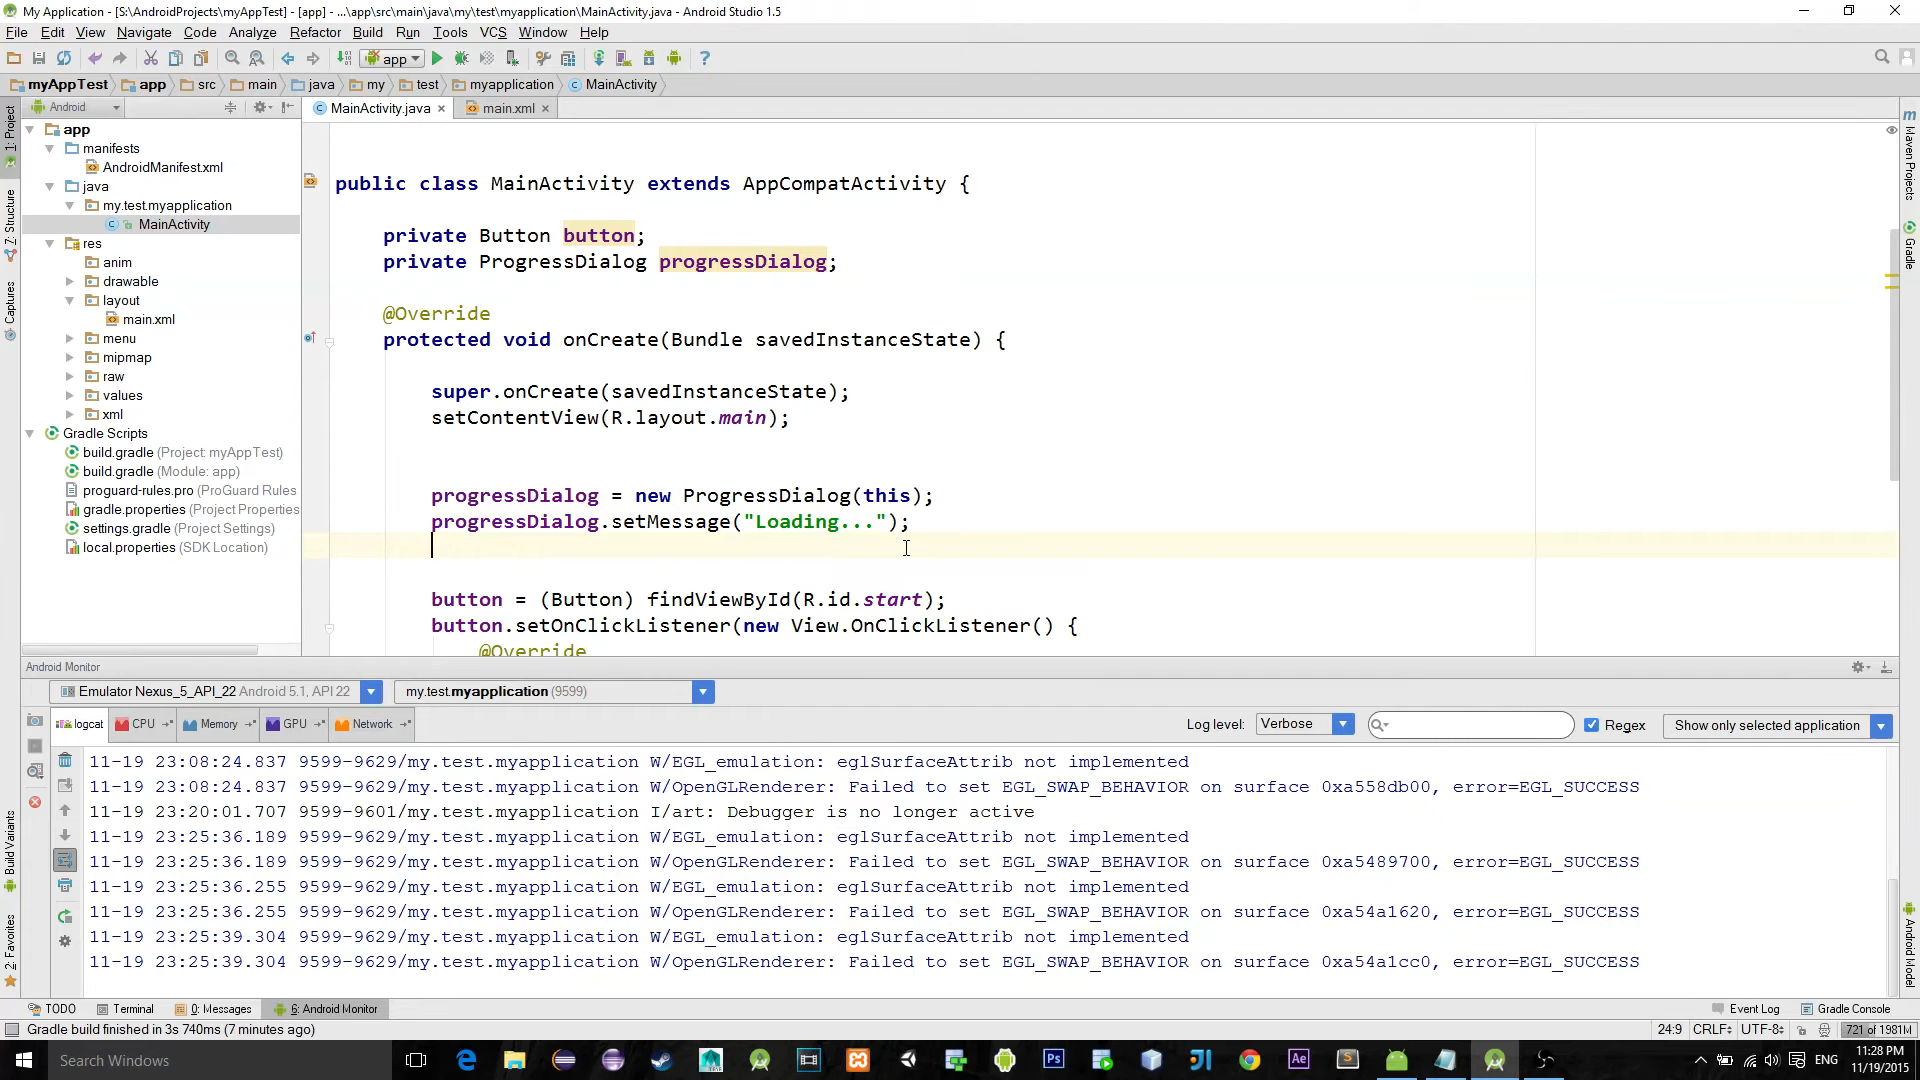 My Application - [S:\AndroidProjects\myAppTest] - [app] - ...\app\src\main\java\my\test\myapplication\MainActivity.java - Android Studio 1.5
File Edit View Navigate Code Analyze Refactor Build Run Tools VCS Window Help
app
myAppTest app src main java my test myapplication MainActivity
Android
MainActivity.java main.xml
1: Project
Z: Structure
Captures
Build Variants
2: Favorites
app
manifests
AndroidManifest.xml
java
my.test.myapplication
MainActivity
res
anim
drawable
layout
main.xml
menu
mipmap
raw
values
xml
Gradle Scripts
build.gradle (Project: myAppTest)
build.gradle (Module: app)
proguard-rules.pro (ProGuard Rules
gradle.properties (Project Properties
settings.gradle (Project Settings)
local.properties (SDK Location)
public class MainActivity extends AppCompatActivity {
private Button button;
private ProgressDialog progressDialog;
@Override
protected void onCreate(Bundle savedInstanceState) {
super.onCreate(savedInstanceState);
setContentView(R.layout.main);
progressDialog = new ProgressDialog(this);
progressDialog.setMessage("Loading...");
button = (Button) findViewById(R.id.start);
button.setOnClickListener(new View.OnClickListener() {
@Override
Maven Projects
Gradle
Android Model
Android Monitor
Emulator Nexus_5_API_22 Android 5.1, API 22 my.test.myapplication (9599)
logcat CPU Memory GPU Network Log level: Verbose Regex Show only selected application
11-19 23:08:24.837 9599-9629/my.test.myapplication W/EGL_emulation: eglSurfaceAttrib not implemented
11-19 23:08:24.837 9599-9629/my.test.myapplication W/OpenGLRenderer: Failed to set EGL_SWAP_BEHAVIOR on surface 0xa558db00, error=EGL_SUCCESS
11-19 23:20:01.707 9599-9601/my.test.myapplication I/art: Debugger is no longer active
11-19 23:25:36.189 9599-9629/my.test.myapplication W/EGL_emulation: eglSurfaceAttrib not implemented
11-19 23:25:36.189 9599-9629/my.test.myapplication W/OpenGLRenderer: Failed to set EGL_SWAP_BEHAVIOR on surface 0xa5489700, error=EGL_SUCCESS
11-19 23:25:36.255 9599-9629/my.test.myapplication W/EGL_emulation: eglSurfaceAttrib not implemented
11-19 23:25:36.255 9599-9629/my.test.myapplication W/OpenGLRenderer: Failed to set EGL_SWAP_BEHAVIOR on surface 0xa54a1620, error=EGL_SUCCESS
11-19 23:25:39.304 9599-9629/my.test.myapplication W/EGL_emulation: eglSurfaceAttrib not implemented
11-19 23:25:39.304 9599-9629/my.test.myapplication W/OpenGLRenderer: Failed to set EGL_SWAP_BEHAVIOR on surface 0xa54a1cc0, error=EGL_SUCCESS
TODO Terminal 0: Messages 6: Android Monitor Event Log Gradle Console
Gradle build finished in 3s 740ms (7 minutes ago) 24:9 CRLF UTF-8 721 of 1981M
Search Windows ENG 11:28 PM
11/19/2015